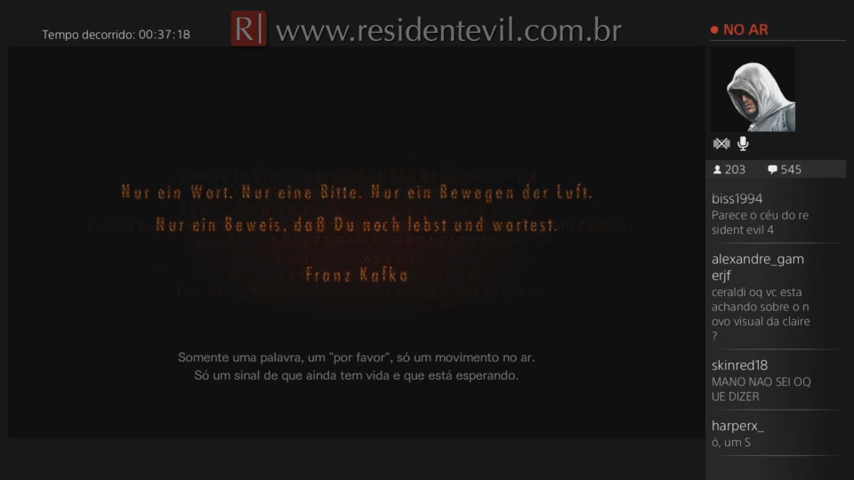 Tempo decorrido: 00:37:18
R| www.residentevil.com.br
NO AR
Nur ein Wort. Nur eine Bitte. Nur ein Bewegen der Luft.
Nur ein Beweis, daß Du noch lebst und wartest.
Franz Kafka
Somente uma palavra, um "por favor", só um movimento no ar.
Só um sinal de que ainda tem vida e que está esperando.
203 545
biss1994
Parece o céu do re
sident evil 4
alexandre_gam
erjf
ceraldi oq vc esta
achando sobre o n
ovo visual da claire
?
skinred18
MANO NAO SEI OQ
UE DIZER
harperx_
ó, um S